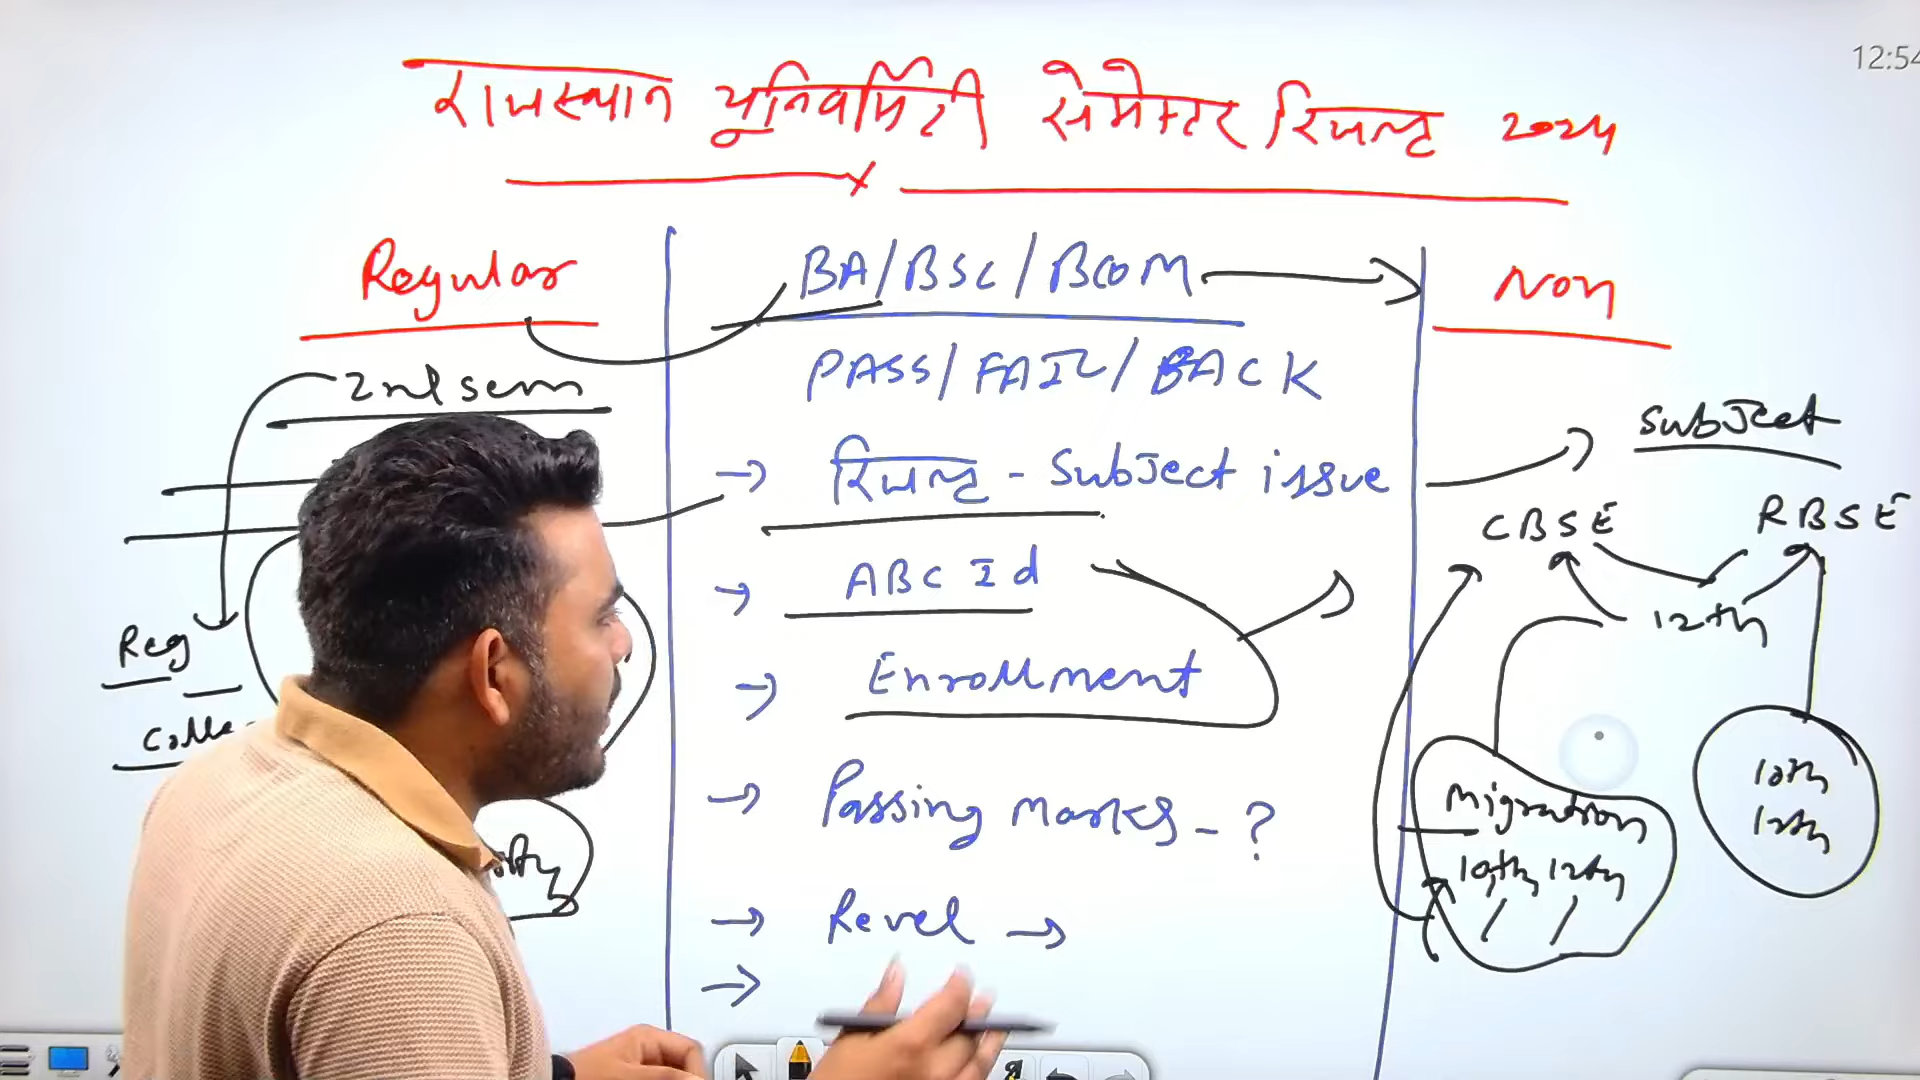 12:54
राजस्थान यूनिवर्सिटी सेमेस्टर रिजल्ट 2024
Regular
BA/BSC/BCOM
Non
PASS/FAIL/BACK
2nd sem
Subject
→ रिजल्ट - Subject issue
CBSE
RBSE
→ ABC Id
12th
Reg
→ Enrollment
Colle
→ Passing Marks - ?
migration
10th 12th
10th
12th
→ Revel →
→